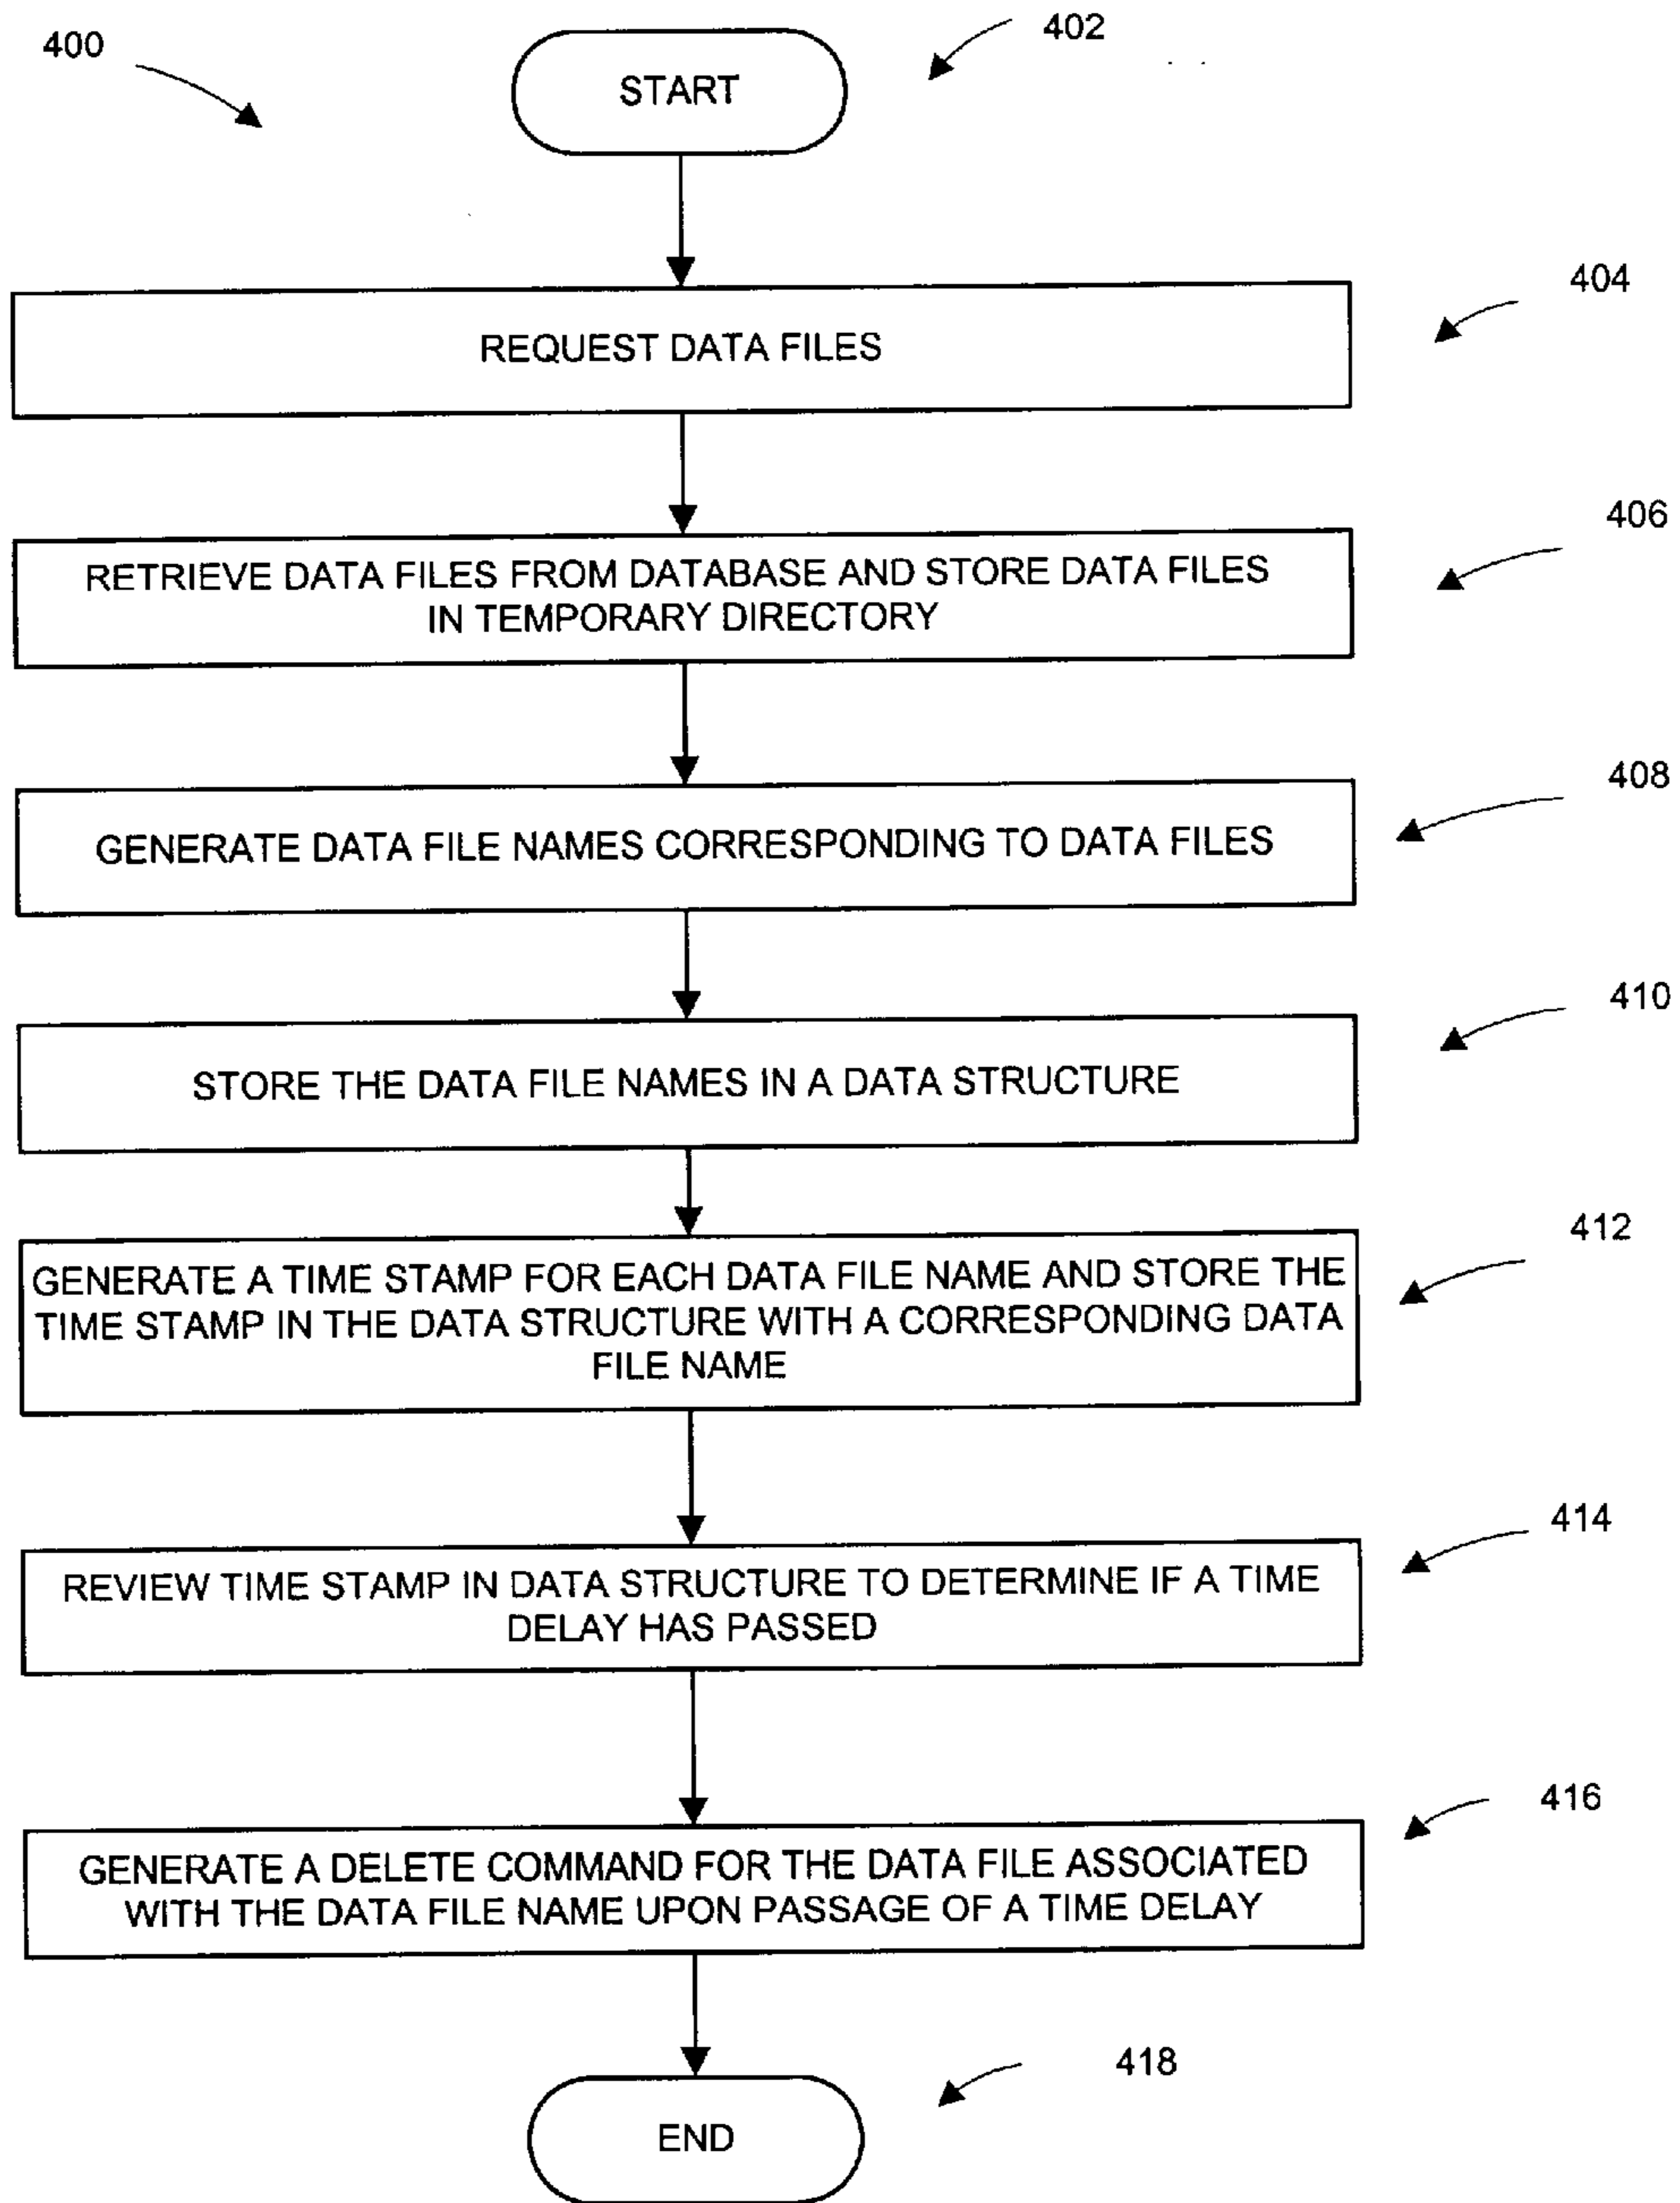 400
402
START
404
REQUEST DATA FILES
406
RETRIEVE DATA FILES FROM DATABASE AND STORE DATA FILES
IN TEMPORARY DIRECTORY
408
GENERATE DATA FILE NAMES CORRESPONDING TO DATA FILES
410
STORE THE DATA FILE NAMES IN A DATA STRUCTURE
412
GENERATE A TIME STAMP FOR EACH DATA FILE NAME AND STORE THE
TIME STAMP IN THE DATA STRUCTURE WITH A CORRESPONDING DATA
FILE NAME
414
REVIEW TIME STAMP IN DATA STRUCTURE TO DETERMINE IF A TIME
DELAY HAS PASSED
416
GENERATE A DELETE COMMAND FOR THE DATA FILE ASSOCIATED
WITH THE DATA FILE NAME UPON PASSAGE OF A TIME DELAY
418
END